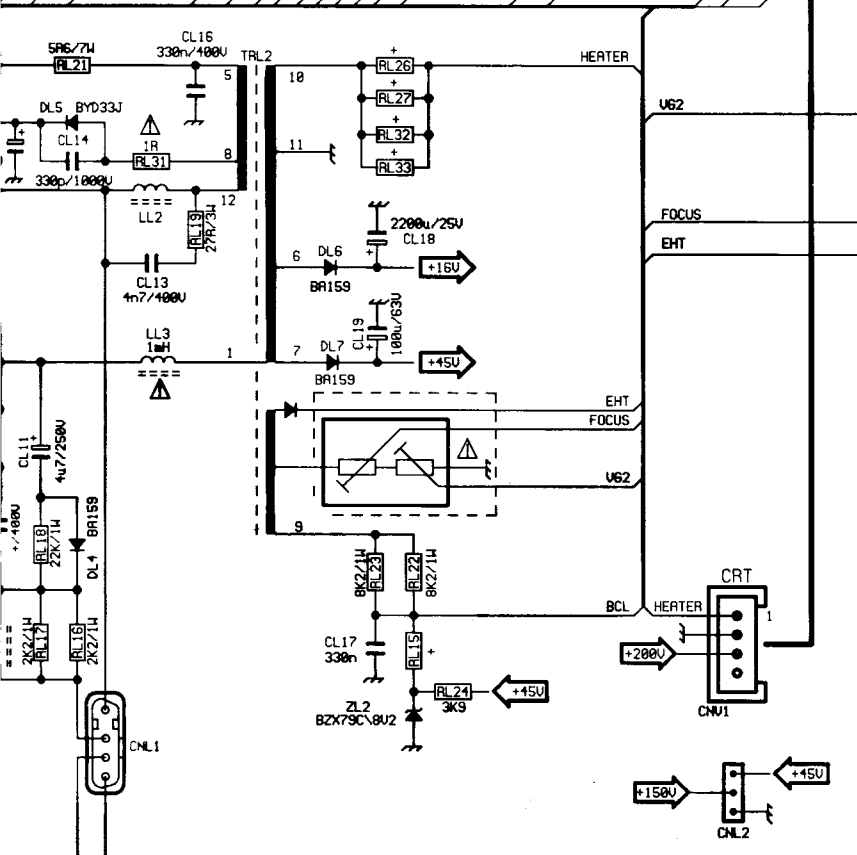 CL16
330n/400V
5R6/7W
RL21
TRL2
5
10
+
RL26
HEATER
+
RL27
DL5 BYD33J
+
CL14
1R
RL31
8
330p/1000V
11
+
RL32
+
RL33
VG2
12
LL2
RL19
27R/3W
2200u/25V
CL18
+
FOCUS
EHT
CL13
4n7/400V
6
DL6
BA159
+16V
LL3
1mH
1
7
DL7
BA159
CL19
100u/63V
+
+45V
EHT
FOCUS
VG2
CL11
4u7/250V
+
+/400V
RL18
22K/1W
DL4
BA159
9
8K2/1W
RL23
RL22
8K2/1W
BCL
HEATER
CRT
1
2K2/1W
RL17
RL16
2K2/1W
CL17
330n
RL15
+
+200V
ZL2
BZX79C\8V2
RL24
3K9
+45V
CNV1
CNL1
+150V
+45V
CNL2